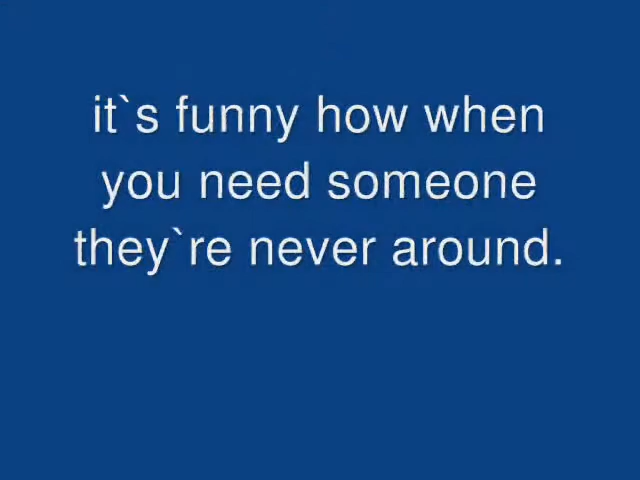 it`s funny how when
you need someone
they`re never around.